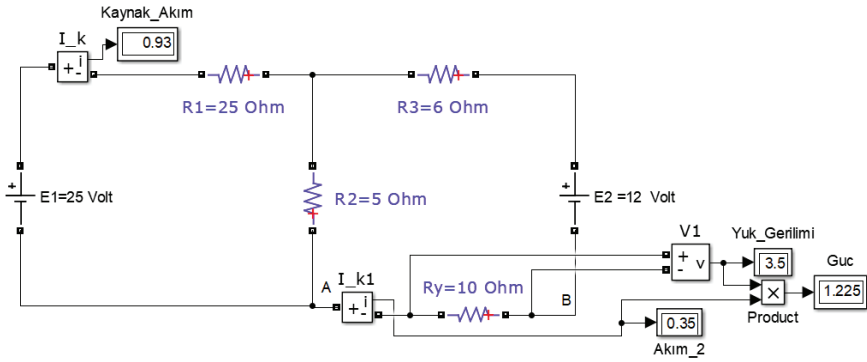 Kaynak_Akım
I_k
0.93
i
+
-
R1=25 Ohm
R3=6 Ohm
+
E1=25 Volt
R2=5 Ohm
+
E2 =12 Volt
V1
Yuk_Gerilimi
+
-
v
3.5
Guc
A
I_k1
Ry=10 Ohm
B
×
1.225
i
+
-
Product
0.35
Akım_2